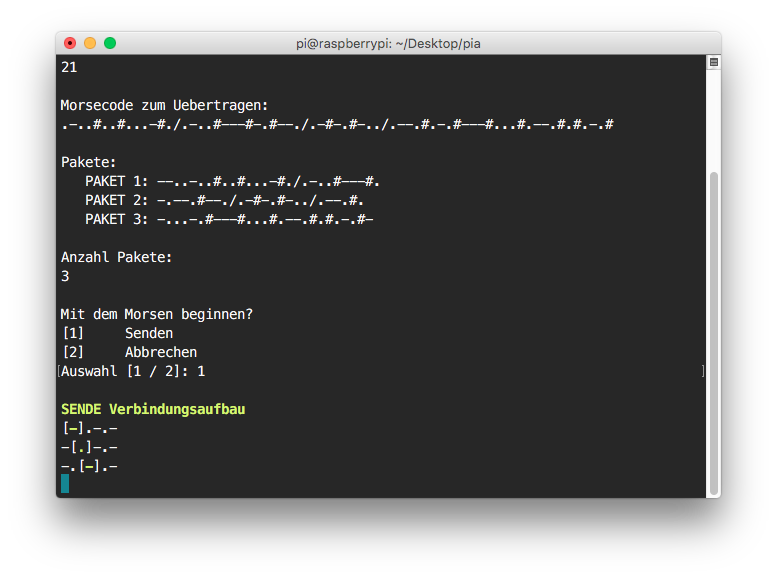 pi@raspberrypi: ~/Desktop/pia
21
Morsecode zum Uebertragen:
.-..#..#...-#./.-..#---#-.#--./.-#-.#-../.--.#.-.#---#...#.--.#.#.-.#
Pakete:
PAKET 1: --..-..#..#...-#./.-..#---#.
PAKET 2: -.--.#--./.-#-.#-../.--.#.
PAKET 3: -...-.#---#...#.--.#.#.-.#-
Anzahl Pakete:
3
Mit dem Morsen beginnen?
[1] Senden
[2] Abbrechen
[Auswahl [1 / 2]: 1 ]
SENDE Verbindungsaufbau
[-].-.-
-[.]-.-
-.[-].-